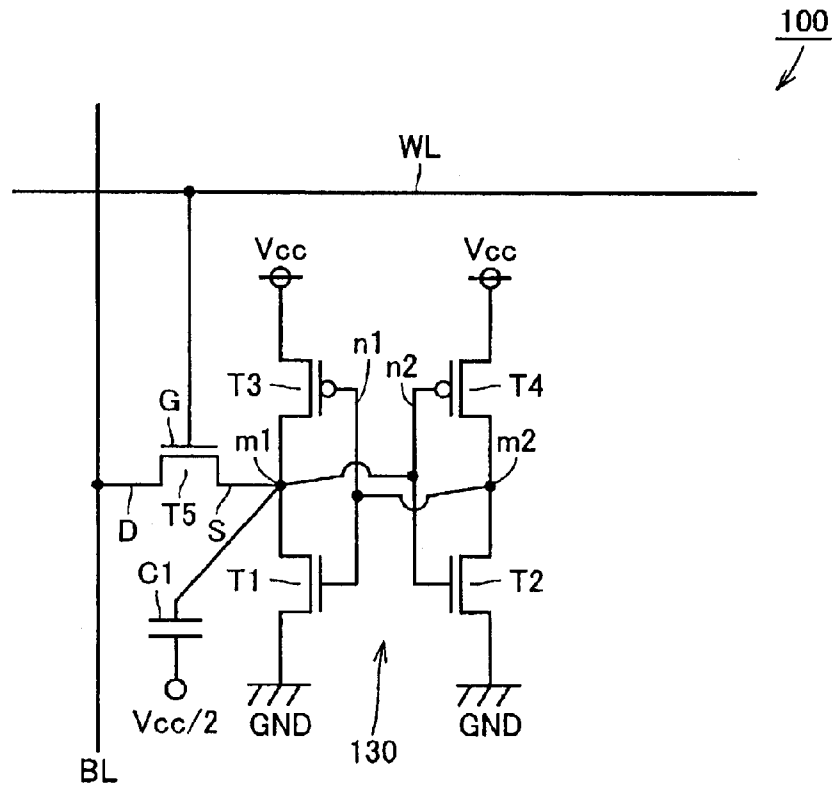 100
WL
Vcc
Vcc
n1
n2
T3
T4
G
m1
m2
D
T5
S
C1
T1
T2
Vcc/2
GND
GND
130
BL